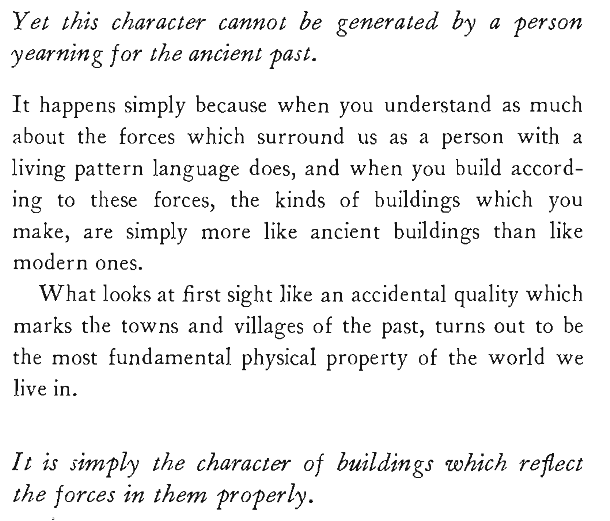 Yet this character cannot be generated by a person
yearning for the ancient past.
It happens simply because when you understand as much
about the forces which surround us as a person with a
living pattern language does, and when you build accord-
ing to these forces, the kinds of buildings which you
make, are simply more like ancient buildings than like
modern ones.
What looks at first sight like an accidental quality which
marks the towns and villages of the past, turns out to be
the most fundamental physical property of the world we
live in.
It is simply the character of buildings which reflect
the forces in them properly.